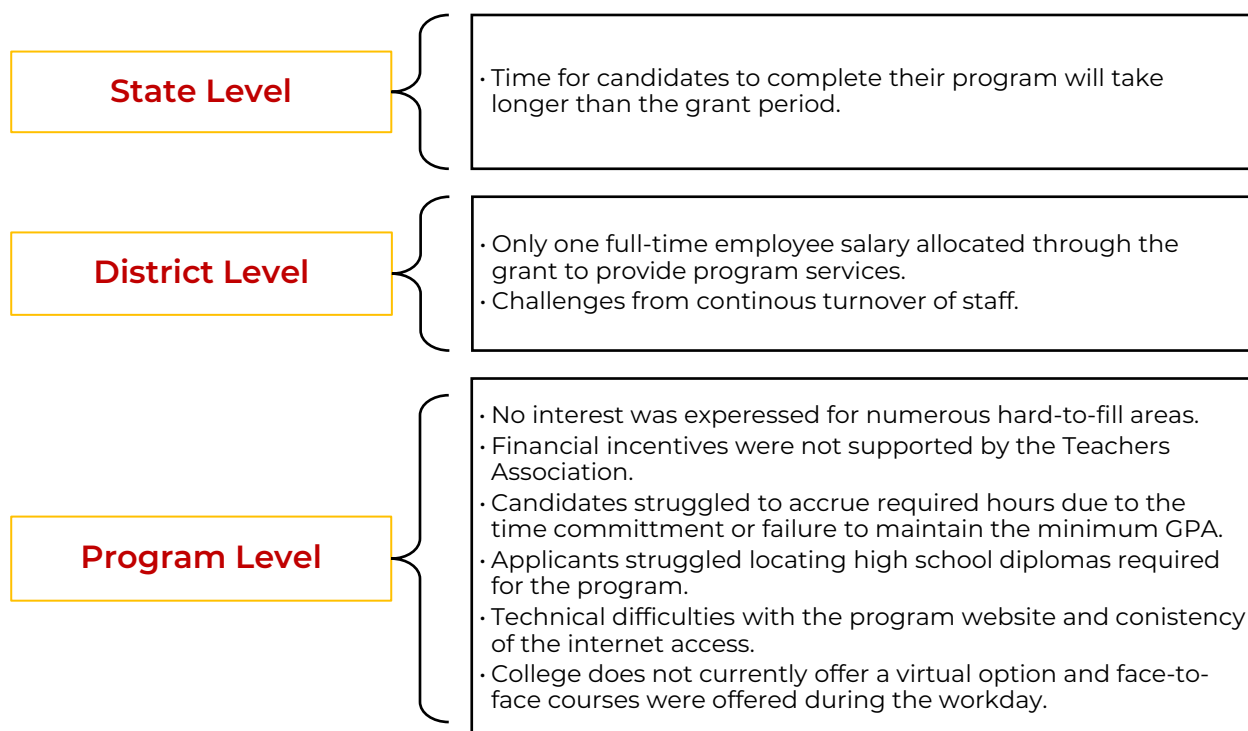 State Level
· Time for candidates to complete their program will take
longer than the grant period.
District Level
· Only one full-time employee salary allocated through the
grant to provide program services.
· Challenges from continous turnover of staff.
Program Level
· No interest was experessed for numerous hard-to-fill areas.
· Financial incentives were not supported by the Teachers
Association.
· Candidates struggled to accrue required hours due to the
time committment or failure to maintain the minimum GPA.
· Applicants struggled locating high school diplomas required
for the program.
· Technical difficulties with the program website and conistency
of the internet access.
· College does not currently offer a virtual option and face-to-
face courses were offered during the workday.